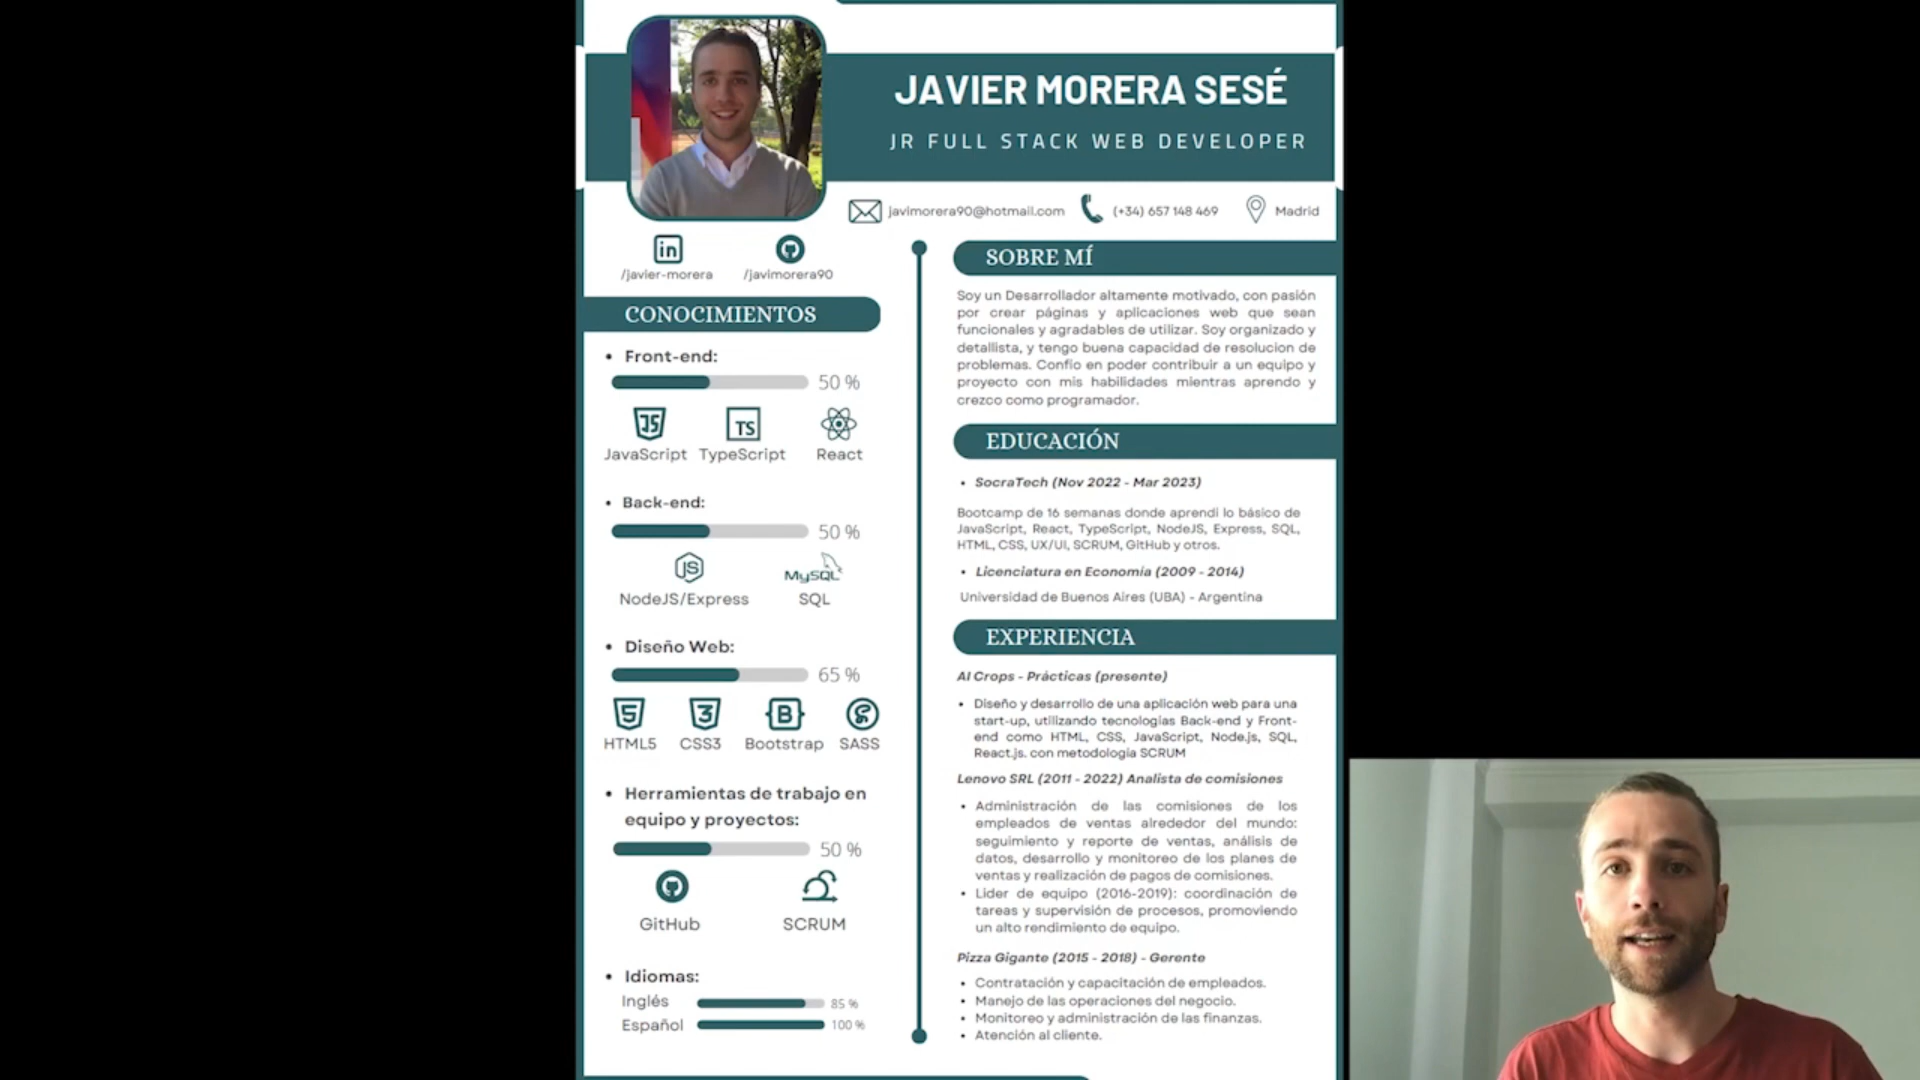 JAVIER MORERA SESÉ
JR FULL STACK WEB DEVELOPER
javimorera90@hotmail.com
(+34) 657 148 469
Madrid
in
/javier-morera
/javimorera90
CONOCIMIENTOS
• Front-end:
50 %
JS
TS
JavaScript
TypeScript
React
• Back-end:
50 %
JS
MySQL
NodeJS/Express
SQL
• Diseño Web:
65 %
5
3
B
S
HTML5
CSS3
Bootstrap
SASS
• Herramientas de trabajo en
equipo y proyectos:
50 %
GitHub
SCRUM
• Idiomas:
Inglés
85 %
Español
100 %
SOBRE MÍ
Soy un Desarrollador altamente motivado, con pasión
por crear páginas y aplicaciones web que sean
funcionales y agradables de utilizar. Soy organizado y
detallista, y tengo buena capacidad de resolucion de
problemas. Confío en poder contribuir a un equipo y
proyecto con mis habilidades mientras aprendo y
crezco como programador.
EDUCACIÓN
• SocraTech (Nov 2022 - Mar 2023)
Bootcamp de 16 semanas donde aprendi lo básico de
JavaScript, React, TypeScript, NodeJS, Express, SQL,
HTML, CSS, UX/UI, SCRUM, GitHub y otros.
• Licenciatura en Economía (2009 - 2014)
Universidad de Buenos Aires (UBA) - Argentina
EXPERIENCIA
AI Crops - Prácticas (presente)
• Diseño y desarrollo de una aplicación web para una
start-up, utilizando tecnologías Back-end y Front-
end como HTML, CSS, JavaScript, Node.js, SQL,
React.js. con metodología SCRUM
Lenovo SRL (2011 - 2022) Analista de comisiones
• Administración de las comisiones de los
empleados de ventas alrededor del mundo:
seguimiento y reporte de ventas, análisis de
datos, desarrollo y monitoreo de los planes de
ventas y realización de pagos de comisiones.
• Líder de equipo (2016-2019): coordinación de
tareas y supervisión de procesos, promoviendo
un alto rendimiento de equipo.
Pizza Gigante (2015 - 2018) - Gerente
• Contratación y capacitación de empleados.
• Manejo de las operaciones del negocio.
• Monitoreo y administración de las finanzas.
• Atención al cliente.